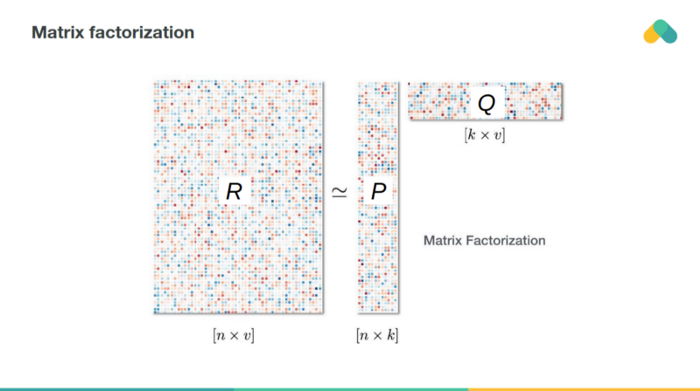 Matrix factorization
R
≃
P
Q
[k × v]
Matrix Factorization
[n × v]
[n × k]